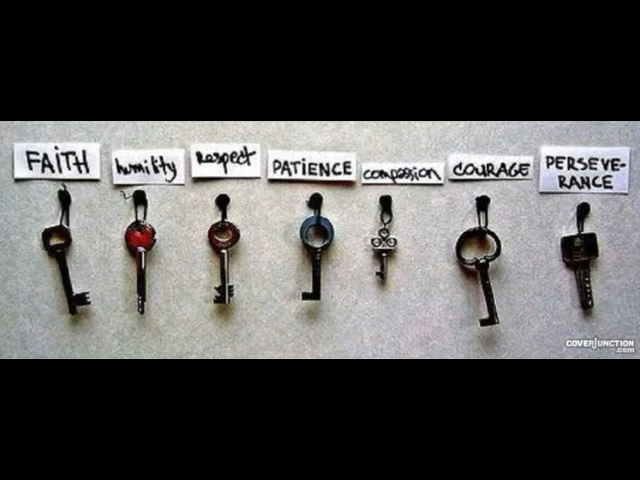 FAITH
humility
respect
PATIENCE
compassion
COURAGE
PERSEVE-
RANCE
COVERJUNCTION
.com